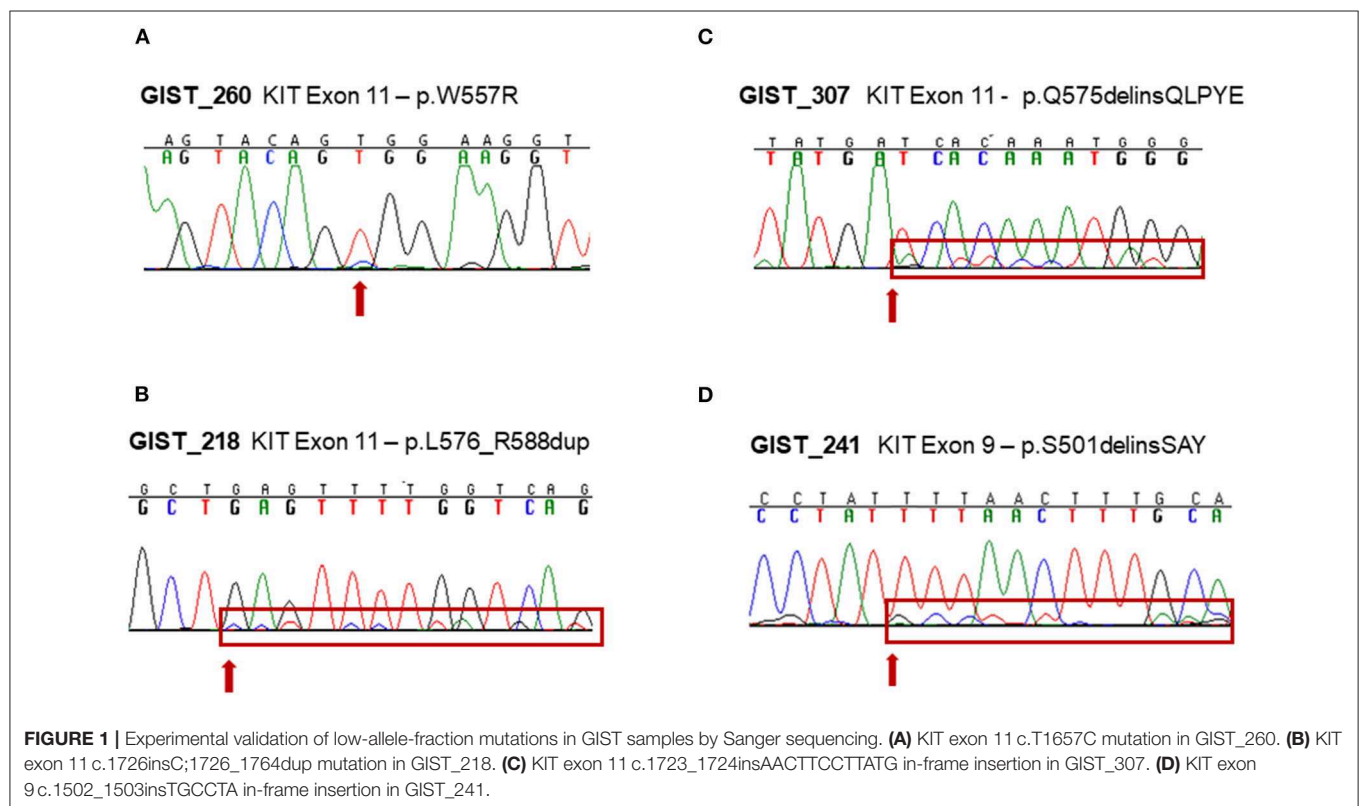 A
GIST_260 KIT Exon 11 – p.W557R
A G T A C A G T G G A A G G T
A G T A C A G T G G A A G G T
B
GIST_218 KIT Exon 11 – p.L576_R588dup
G C T G A G T T T T G G T C A G
G C T G A G T T T T G G T C A G
C
GIST_307 KIT Exon 11 - p.Q575delinsQLPYE
T A T G A T C A C A A A T G G G
T A T G A T C A C A A A T G G G
D
GIST_241 KIT Exon 9 – p.S501delinsSAY
C C T A T T T T A A C T T T G C A
C C T A T T T T A A C T T T G C A
FIGURE 1 | Experimental validation of low-allele-fraction mutations in GIST samples by Sanger sequencing. (A) KIT exon 11 c.T1657C mutation in GIST_260. (B) KIT
exon 11 c.1726insC;1726_1764dup mutation in GIST_218. (C) KIT exon 11 c.1723_1724insAACTTCCTTATG in-frame insertion in GIST_307. (D) KIT exon
9 c.1502_1503insTGCCTA in-frame insertion in GIST_241.